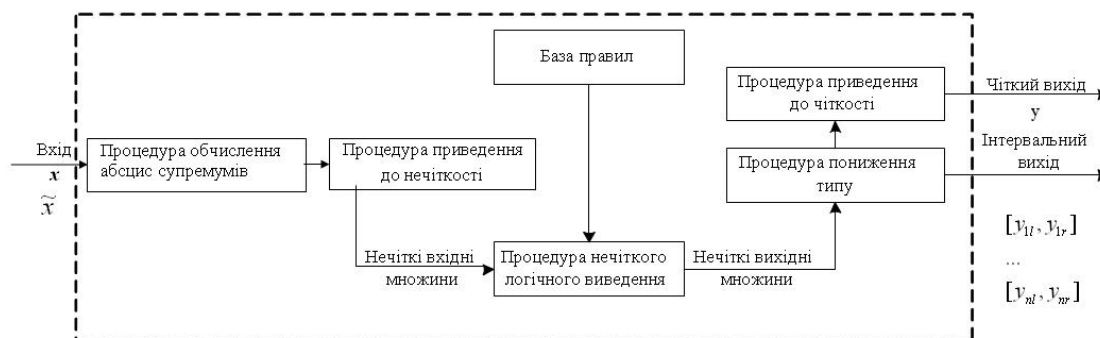 База правил
Процедура приведення
до чіткості
Чіткий вихід
y
Вхід
x
x̃
Процедура обчислення
абсцис супремумів
Процедура приведення
до нечіткості
Процедура пониження
типу
Інтервальний
вихід
Нечіткі вхідні
множини
Процедура нечіткого
логічного виведення
Нечіткі вихідні
множини
[y1l, y1r]
...
[ynl, ynr]